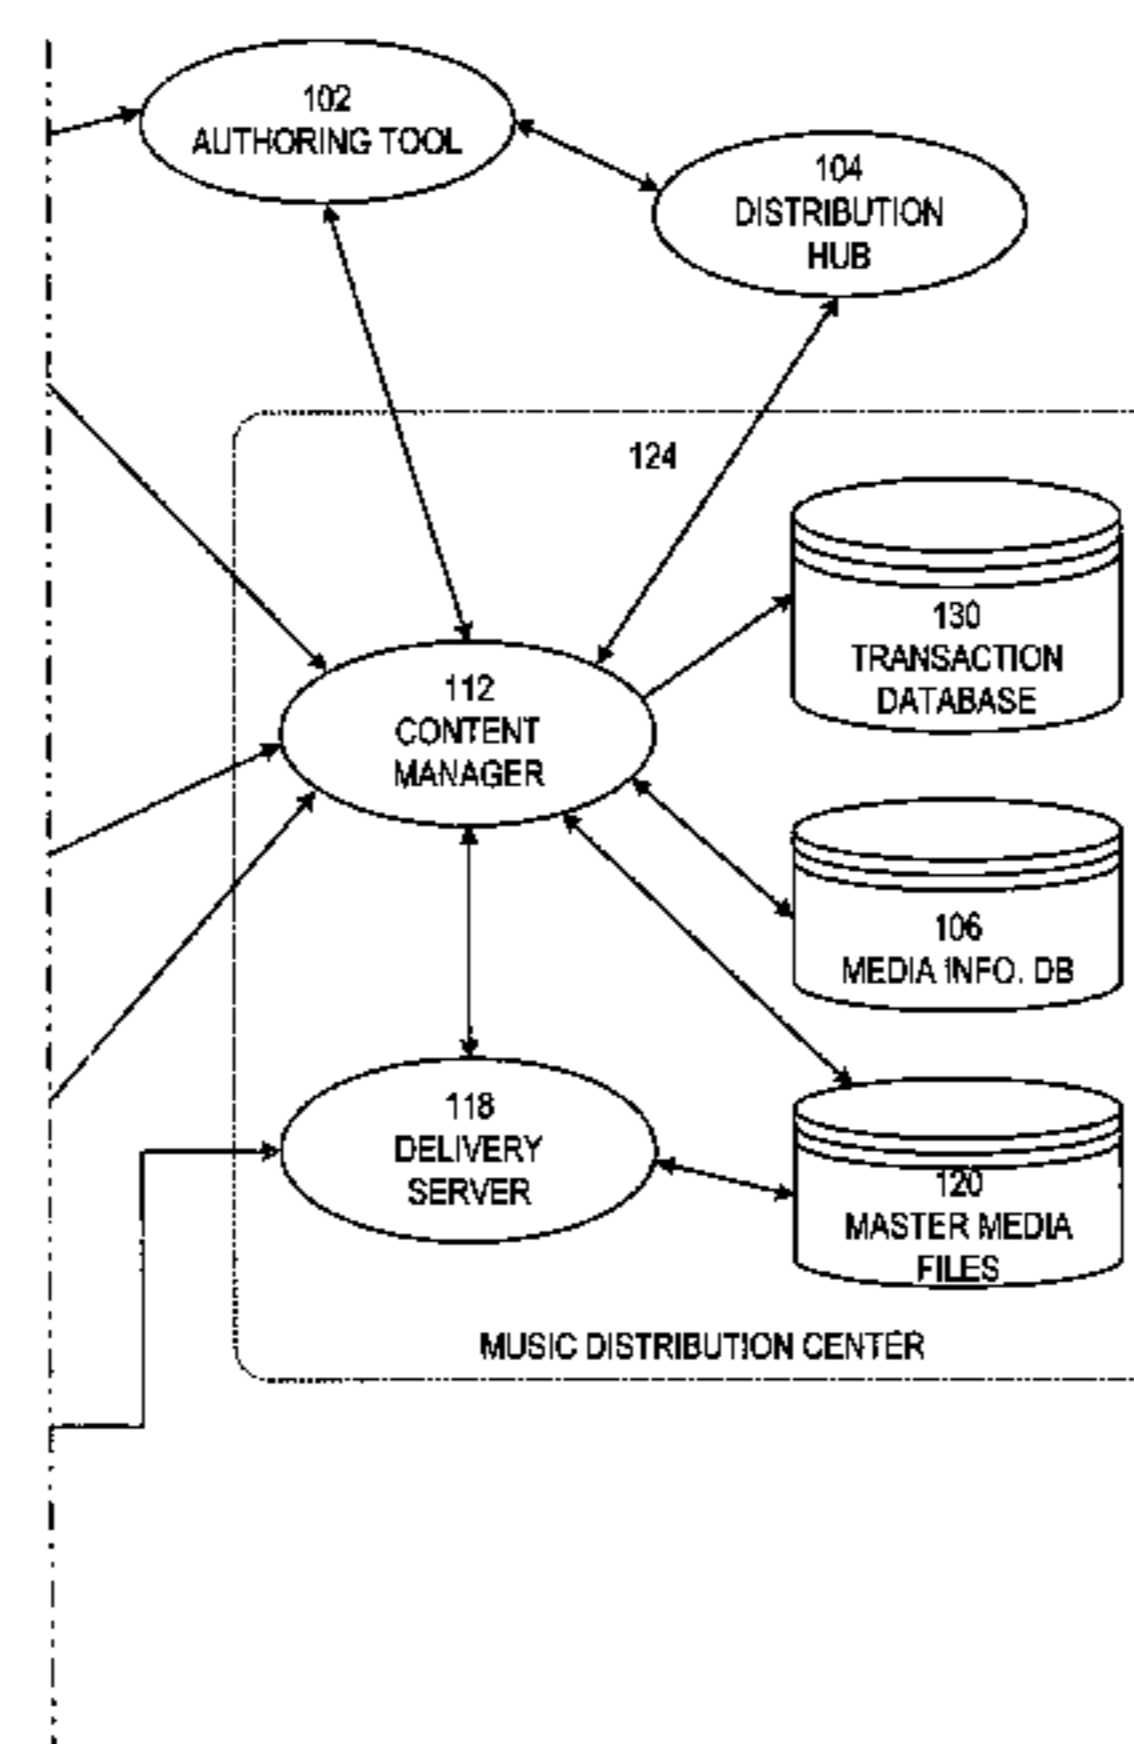 102
AUTHORING TOOL
104
DISTRIBUTION
HUB
124
130
TRANSACTION
DATABASE
112
CONTENT
MANAGER
106
MEDIA INFO. DB
118
DELIVERY
SERVER
120
MASTER MEDIA
FILES
MUSIC DISTRIBUTION CENTER